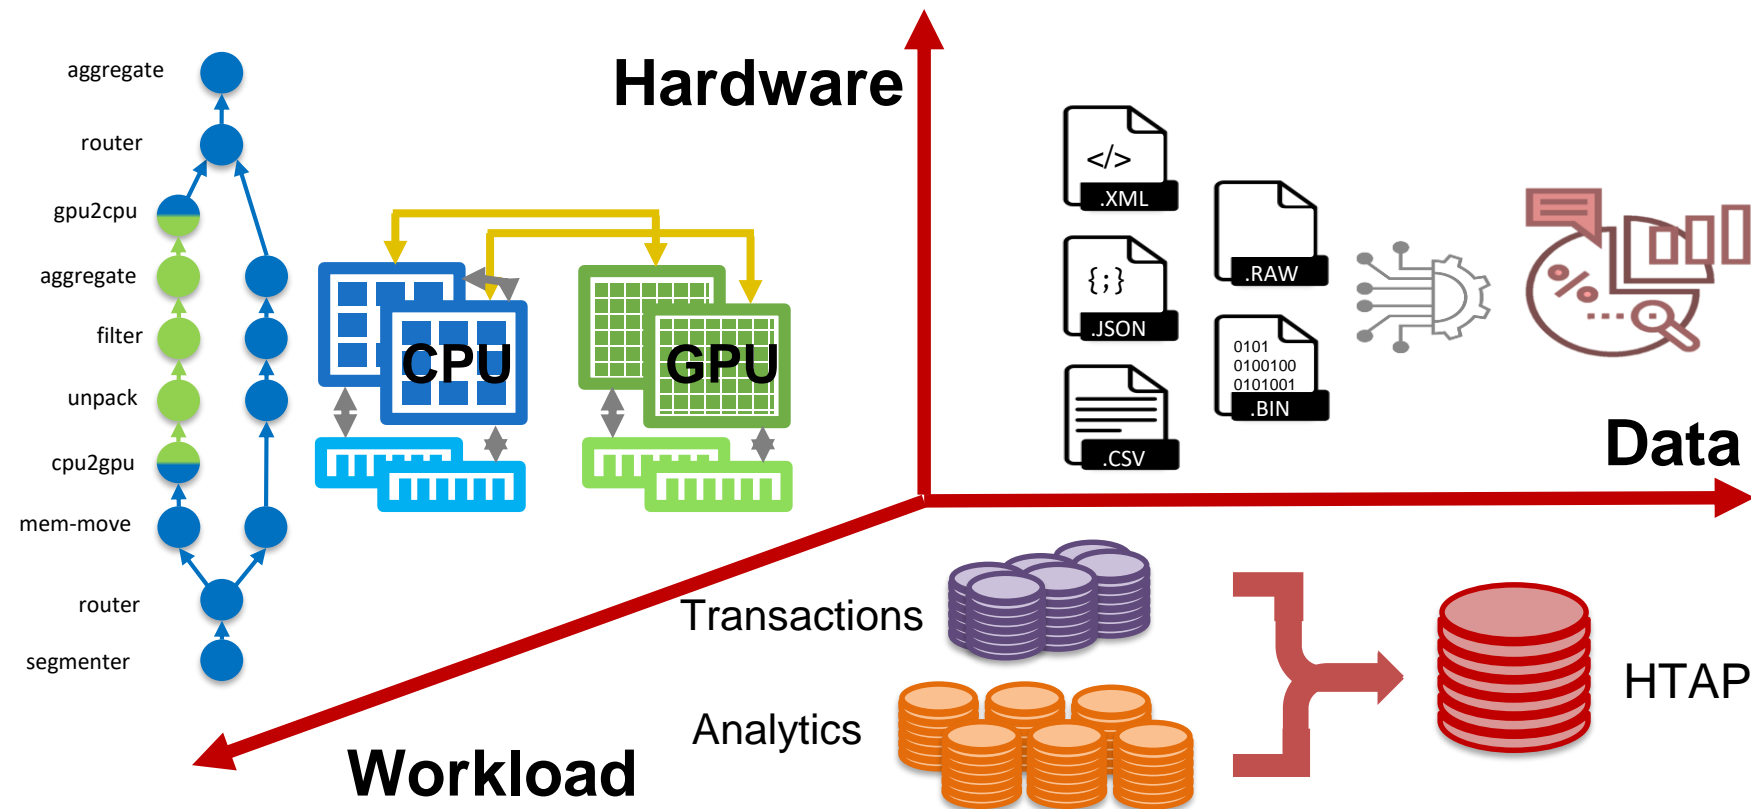 aggregate
router
gpu2cpu
aggregate
filter
unpack
cpu2gpu
mem-move
router
segmenter
Hardware
CPU
GPU
</>
.XML
{;}
.JSON
.CSV
.RAW
0101
0100100
0101001
.BIN
%
Data
Transactions
Analytics
HTAP
Workload